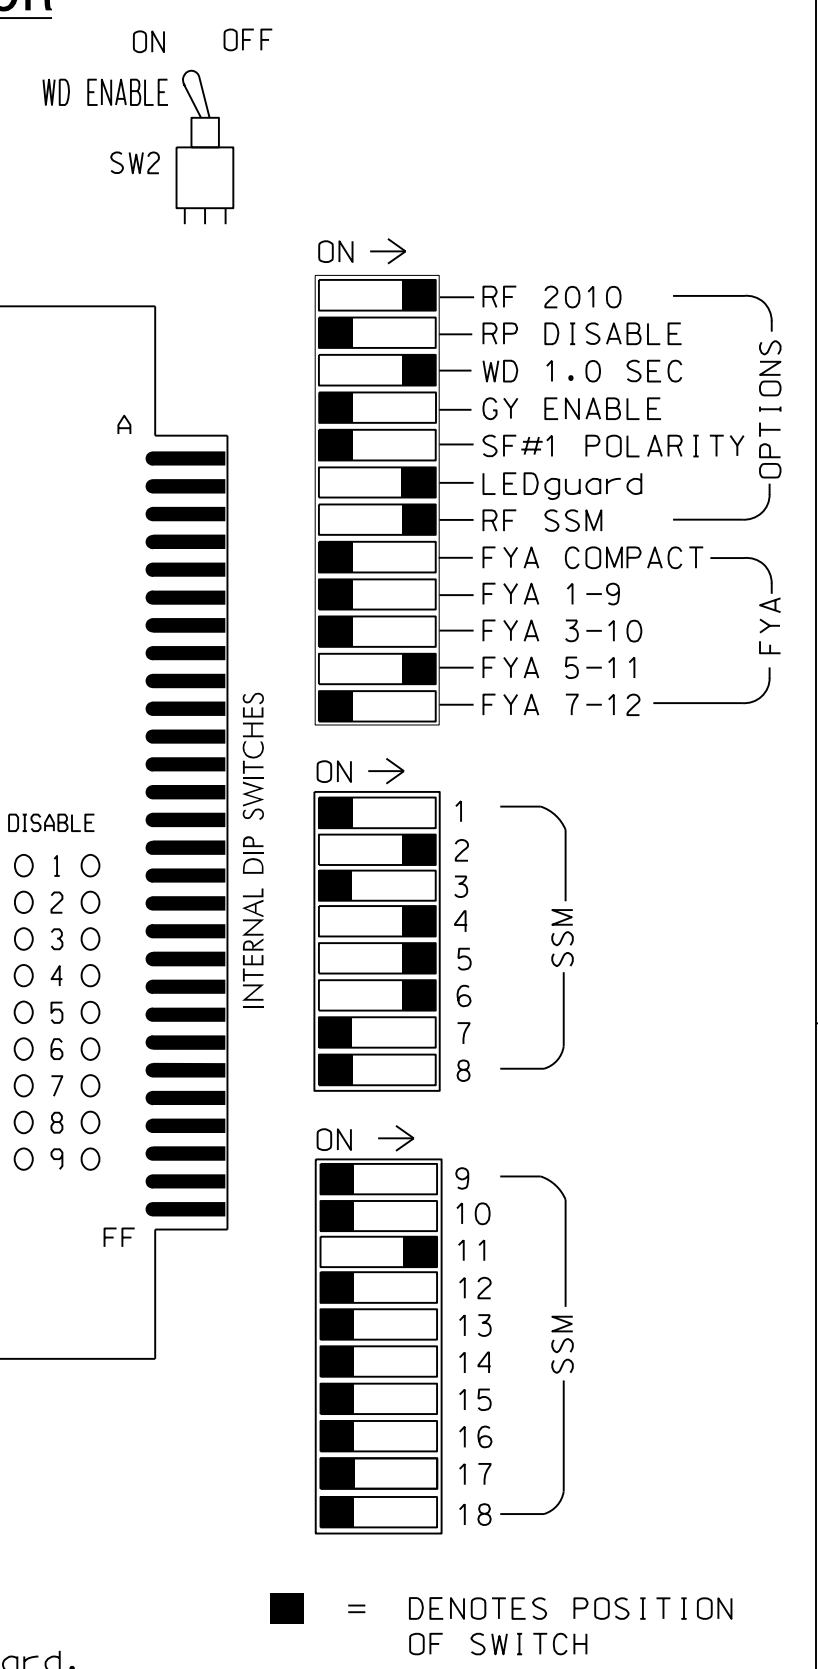 ON OFF
WD ENABLE
SW2
ON
RF 2010
RP DISABLE
WD 1.0 SEC
GY ENABLE
SF#1 POLARITY
LEDguard
RF SSM
OPTIONS
FYA COMPACT
FYA 1-9
FYA 3-10
FYA 5-11
FYA 7-12
FYA
A
FF
INTERNAL DIP SWITCHES
DISABLE
1
2
3
4
5
6
7
8
9
ON
1
2
3
4
5
6
7
8
SSM
ON
9
10
11
12
13
14
15
16
17
18
SSM
= DENOTES POSITION
OF SWITCH